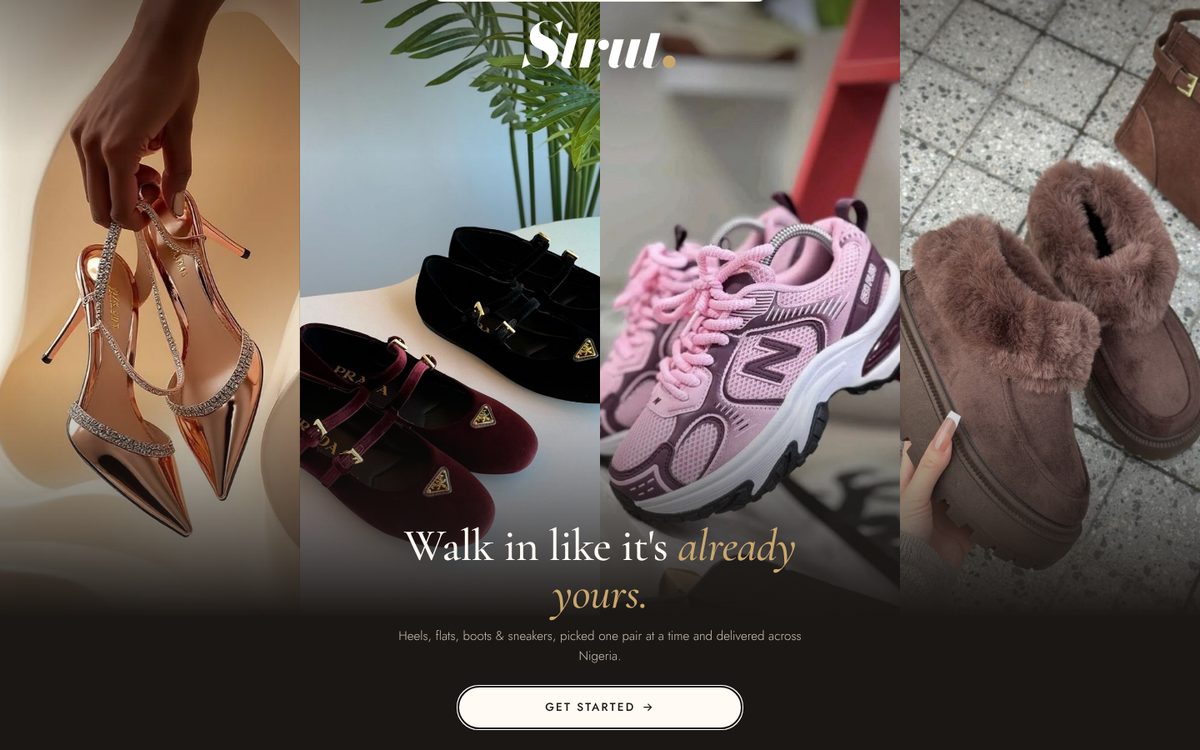 Strut.
PRADA
N
Walk in like it's already
yours.
Heels, flats, boots & sneakers, picked one pair at a time and delivered across
Nigeria.
GET STARTED →